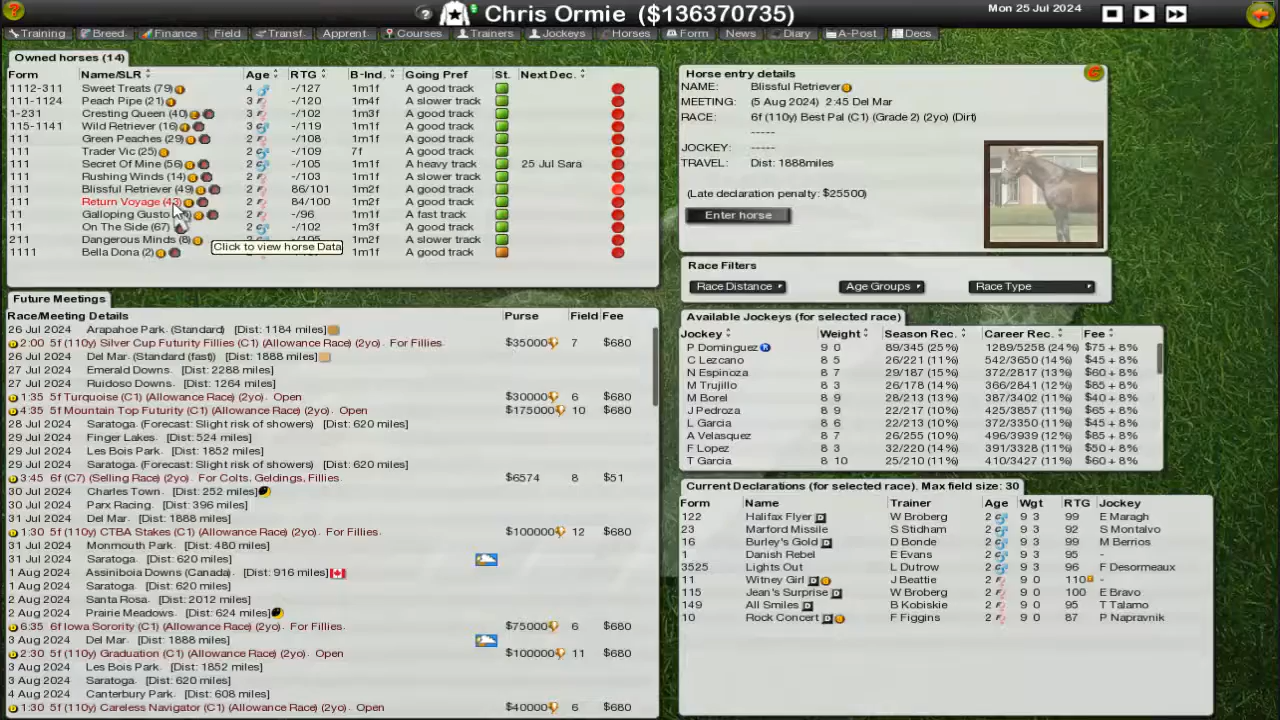 Chris Ormie ($136370735)
Mon 25 Jul 2024
Training Breed. Finance Field Transf. Apprent. Courses Trainers Jockeys Horses Form News Diary A-Post Decs
Owned horses (14)
Form Name/SLR Age RTG B-Ind. Going Pref St. Next Dec.
1112-311 Sweet Treats (79) 4 -/127 1m1f A good track
111-1124 Peach Pipe (21) 3 -/120 1m4f A slower track
1-231 Cresting Queen (40) 3 -/102 1m3f A good track
115-1141 Wild Retriever (16) 3 -/119 1m1f A good track
111 Green Peaches (29) 2 -/108 1m1f A good track
111 Trader Vic (25) 2 -/109 7f A good track
111 Secret Of Mine (56) 2 -/105 1m1f A heavy track 25 Jul Sara
111 Rushing Winds (14) 2 -/103 1m1f A slower track
111 Blissful Retriever (49) 2 86/101 1m2f A good track
111 Return Voyage (43) 2 84/100 1m2f A good track
11 Galloping Gusto 2 -/96 1m1f A fast track
11 On The Side (67) 2 -/102 1m3f A good track
211 Dangerous Minds (8) 1m2f A slower track
1111 Bella Dona (2) 1m1f A good track
Click to view horse Data
Horse entry details
NAME: Blissful Retriever
MEETING: (5 Aug 2024) 2:45 Del Mar
RACE: 6f (110y) Best Pal (C1) (Grade 2) (2yo) (Dirt)
-----
JOCKEY: -----
TRAVEL: Dist: 1888miles
(Late declaration penalty: $25500)
Enter horse
Race Filters
Race Distance Age Groups Race Type
Future Meetings
Race/Meeting Details Purse Field Fee
26 Jul 2024 Arapahoe Park. (Standard) [Dist: 1184 miles]
2:00 5f (110y) Silver Cup Futurity Fillies (C1) (Allowance Race) (2yo). For Fillies. $35000 7 $680
26 Jul 2024 Del Mar. (Standard (fast)) [Dist: 1888 miles]
27 Jul 2024 Emerald Downs. [Dist: 2288 miles]
27 Jul 2024 Ruidoso Downs. [Dist: 1264 miles]
1:35 5f Turquoise (C1) (Allowance Race) (2yo). Open $30000 6 $680
4:35 5f Mountain Top Futurity (C1) (Allowance Race) (2yo). Open $175000 10 $680
28 Jul 2024 Saratoga. (Forecast: Slight risk of showers) [Dist: 620 miles]
29 Jul 2024 Finger Lakes. [Dist: 524 miles]
29 Jul 2024 Les Bois Park. [Dist: 1852 miles]
29 Jul 2024 Saratoga. (Forecast: Slight risk of showers) [Dist: 620 miles]
3:45 6f (C7) (Selling Race) (2yo). For Colts, Geldings, Fillies. $6574 8 $51
30 Jul 2024 Charles Town. [Dist: 252 miles]
30 Jul 2024 Parx Racing. [Dist: 396 miles]
31 Jul 2024 Del Mar. [Dist: 1888 miles]
1:30 5f CTBA Stakes (C1) (Allowance Race) (2yo). For Fillies. $100000 12 $680
31 Jul 2024 Monmouth Park. [Dist: 480 miles]
31 Jul 2024 Saratoga. [Dist: 620 miles]
1 Aug 2024 Assiniboia Downs (Canada). [Dist: 916 miles]
1 Aug 2024 Saratoga. [Dist: 620 miles]
2 Aug 2024 Santa Rosa. [Dist: 2012 miles]
2 Aug 2024 Prairie Meadows. [Dist: 624 miles]
6:35 6f Iowa Sorority (C1) (Allowance Race) (2yo). For Fillies. $75000 6 $680
3 Aug 2024 Del Mar. [Dist: 1888 miles]
2:30 5f (110y) Graduation (C1) (Allowance Race) (2yo). Open $100000 11 $680
3 Aug 2024 Les Bois Park. [Dist: 1852 miles]
3 Aug 2024 Saratoga. [Dist: 620 miles]
4 Aug 2024 Canterbury Park. [Dist: 608 miles]
1:30 5f (110y) Careless Navigator (C1) (Allowance Race) (2yo). Open $40000 6 $680
Available Jockeys (for selected race)
Jockey Weight Season Rec. Career Rec. Fee
P Dominguez R 9 0 89/345 (25%) 1289/5258 (24%) $75 + 8%
C Lezcano 8 5 26/221 (11%) 542/3650 (14%) $45 + 8%
N Espinoza 8 7 29/187 (15%) 372/2817 (13%) $60 + 8%
M Trujillo 8 3 26/178 (14%) 366/2841 (12%) $85 + 8%
M Borel 8 9 28/213 (13%) 387/3402 (11%) $40 + 8%
J Pedroza 8 9 22/217 (10%) 425/3857 (11%) $65 + 8%
L Garcia 8 6 22/213 (10%) 372/3350 (11%) $45 + 8%
A Velasquez 8 7 26/255 (10%) 496/3939 (12%) $85 + 8%
F Lopez 8 3 32/220 (14%) 391/3328 (11%) $50 + 8%
T Garcia 8 10 25/210 (11%) 410/3427 (11%) $60 + 8%
Current Declarations (for selected race). Max field size: 30
Form Name Trainer Age Wgt RTG Jockey
122 Halifax Flyer D W Broberg 2 9 3 99 E Maragh
23 Marford Missile S Stidham 2 9 3 92 S Montalvo
16 Burley's Gold D D Bonde 2 9 3 99 M Berrios
1 Danish Rebel E Evans 2 9 3 95 -
3525 Lights Out L Dutrow 2 9 3 96 F Desormeaux
11 Witney Girl D J Beattie 2 9 0 110 -
115 Jean's Surprise D W Broberg 2 9 0 100 E Bravo
149 All Smiles D B Kobiskie 2 9 0 95 T Talamo
10 Rock Concert D F Figgins 2 9 0 87 P Napravnik